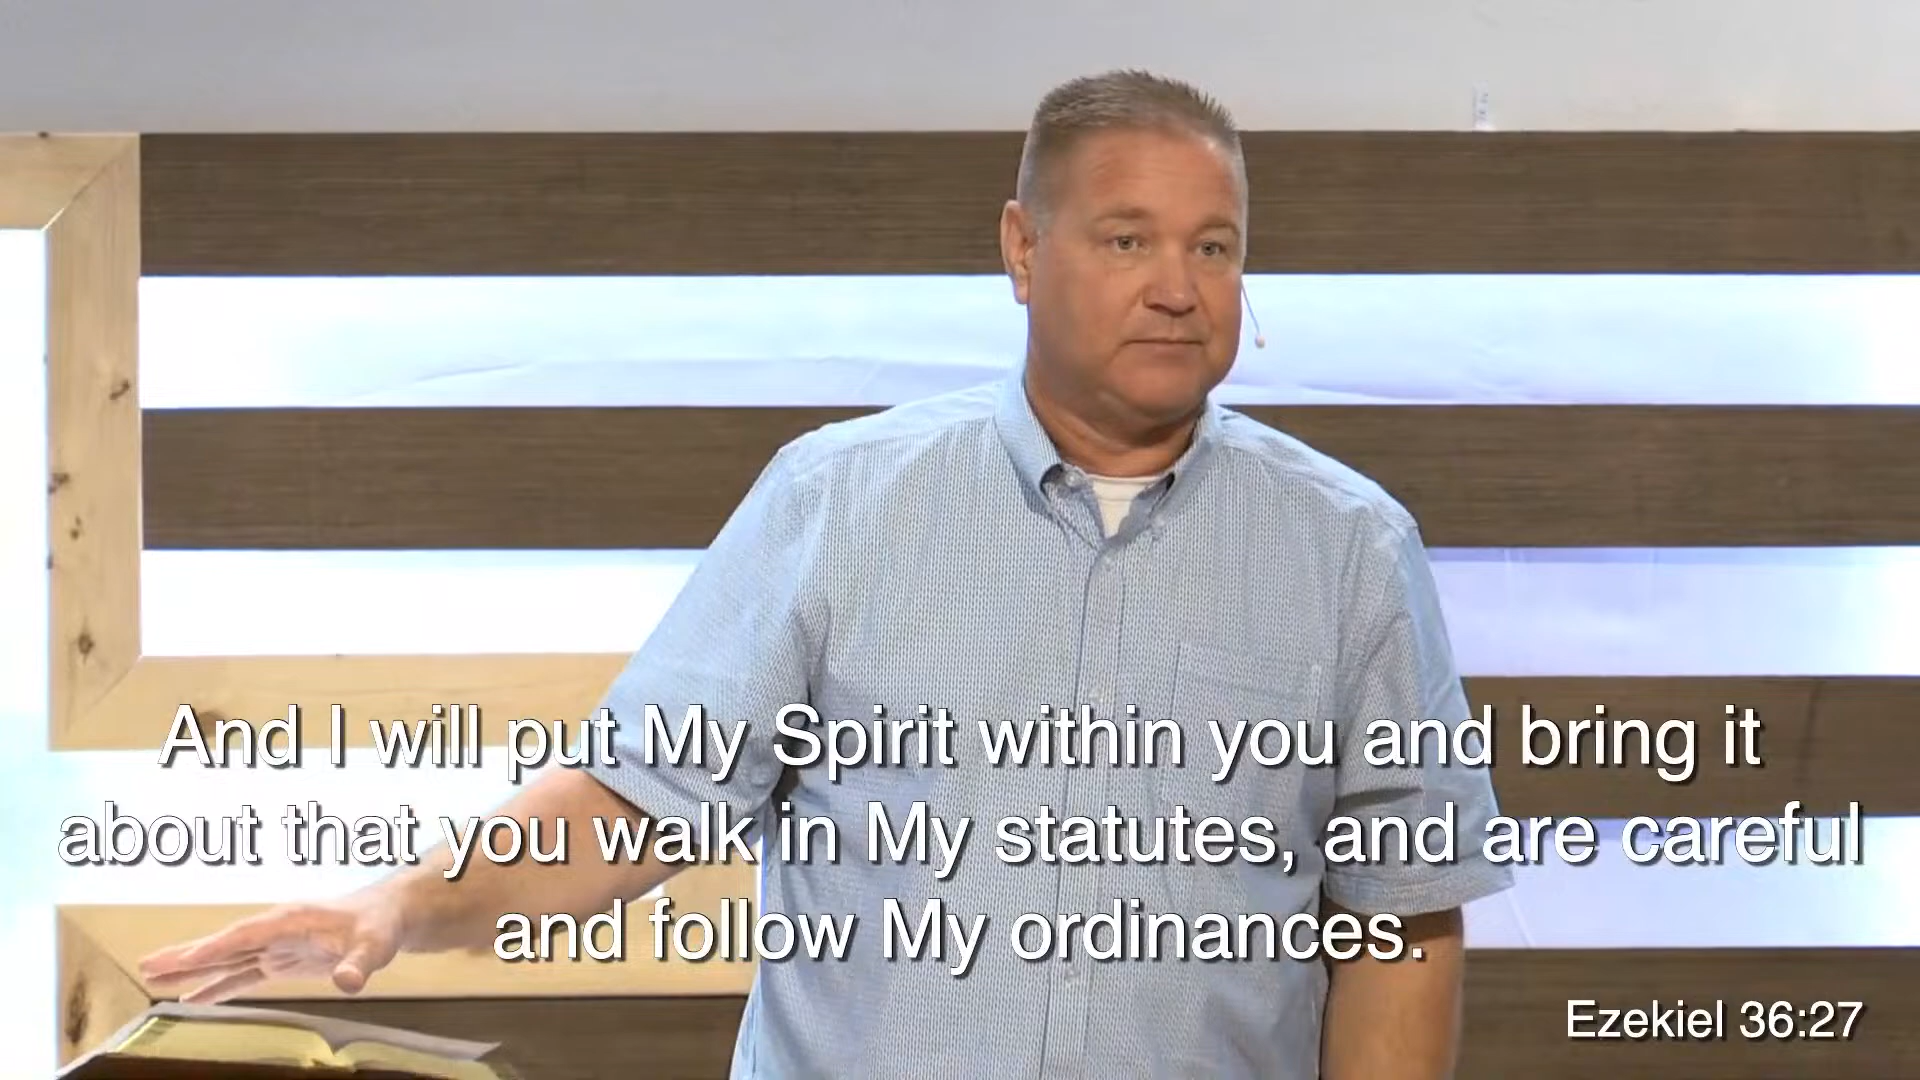 And I will put My Spirit within you and bring it
about that you walk in My statutes, and are careful
and follow My ordinances.
Ezekiel 36:27